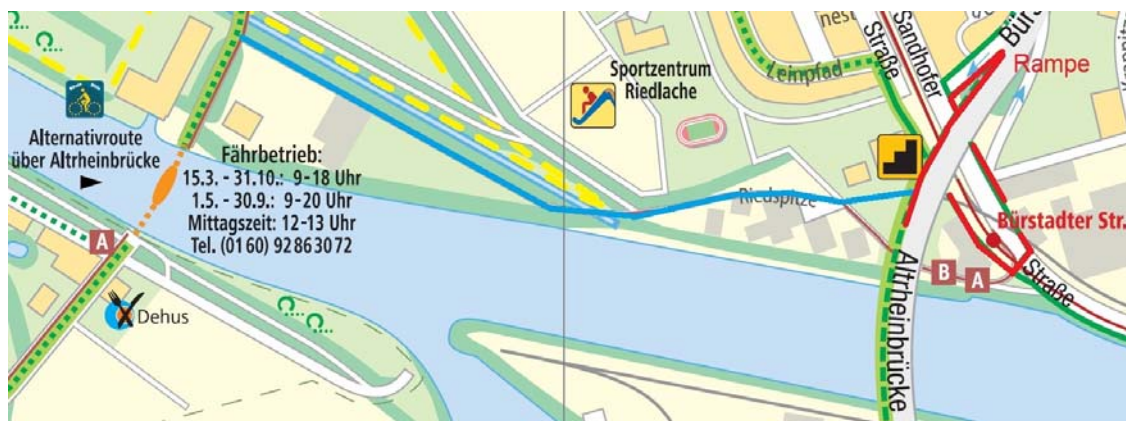 Alternativroute
über Altrheinbrücke
Fährbetrieb:
15.3. - 31.10.: 9-18 Uhr
1.5. - 30.9.: 9-20 Uhr
Mittagszeit: 12-13 Uhr
Tel. (0160) 92863072
A
Dehus
Sportzentrum
Riedlache
Leimpfad
Straße
Sandhofer
Rampe
Riedspitze
Bürstadter Str.
B
A
Straße
Altrheinbrücke